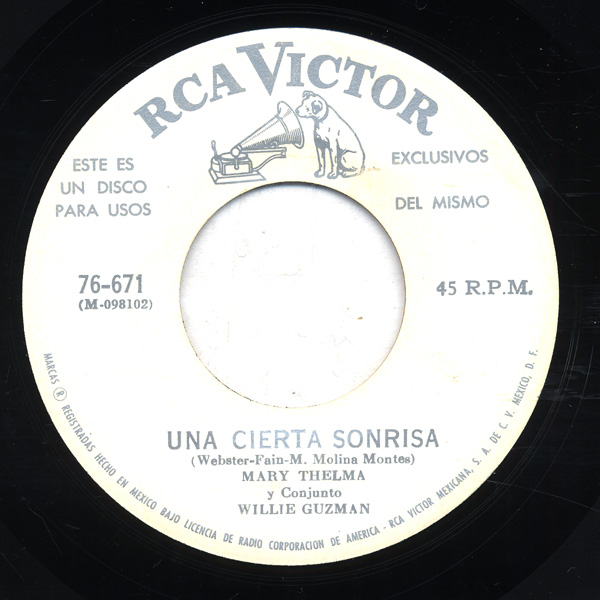 RCA VICTOR
ESTE ES
UN DISCO
PARA USOS
EXCLUSIVOS
DEL MISMO
76-671
(M-098102)
45 R.P.M.
UNA CIERTA SONRISA
(Webster-Fain-M. Molina Montes)
MARY THELMA
y Conjunto
WILLIE GUZMAN
MARCAS ® REGISTRADAS HECHO EN MEXICO BAJO LICENCIA DE RADIO CORPORACION DE AMERICA - RCA VICTOR MEXICANA, S. A. DE C. V. MEXICO, D. F.